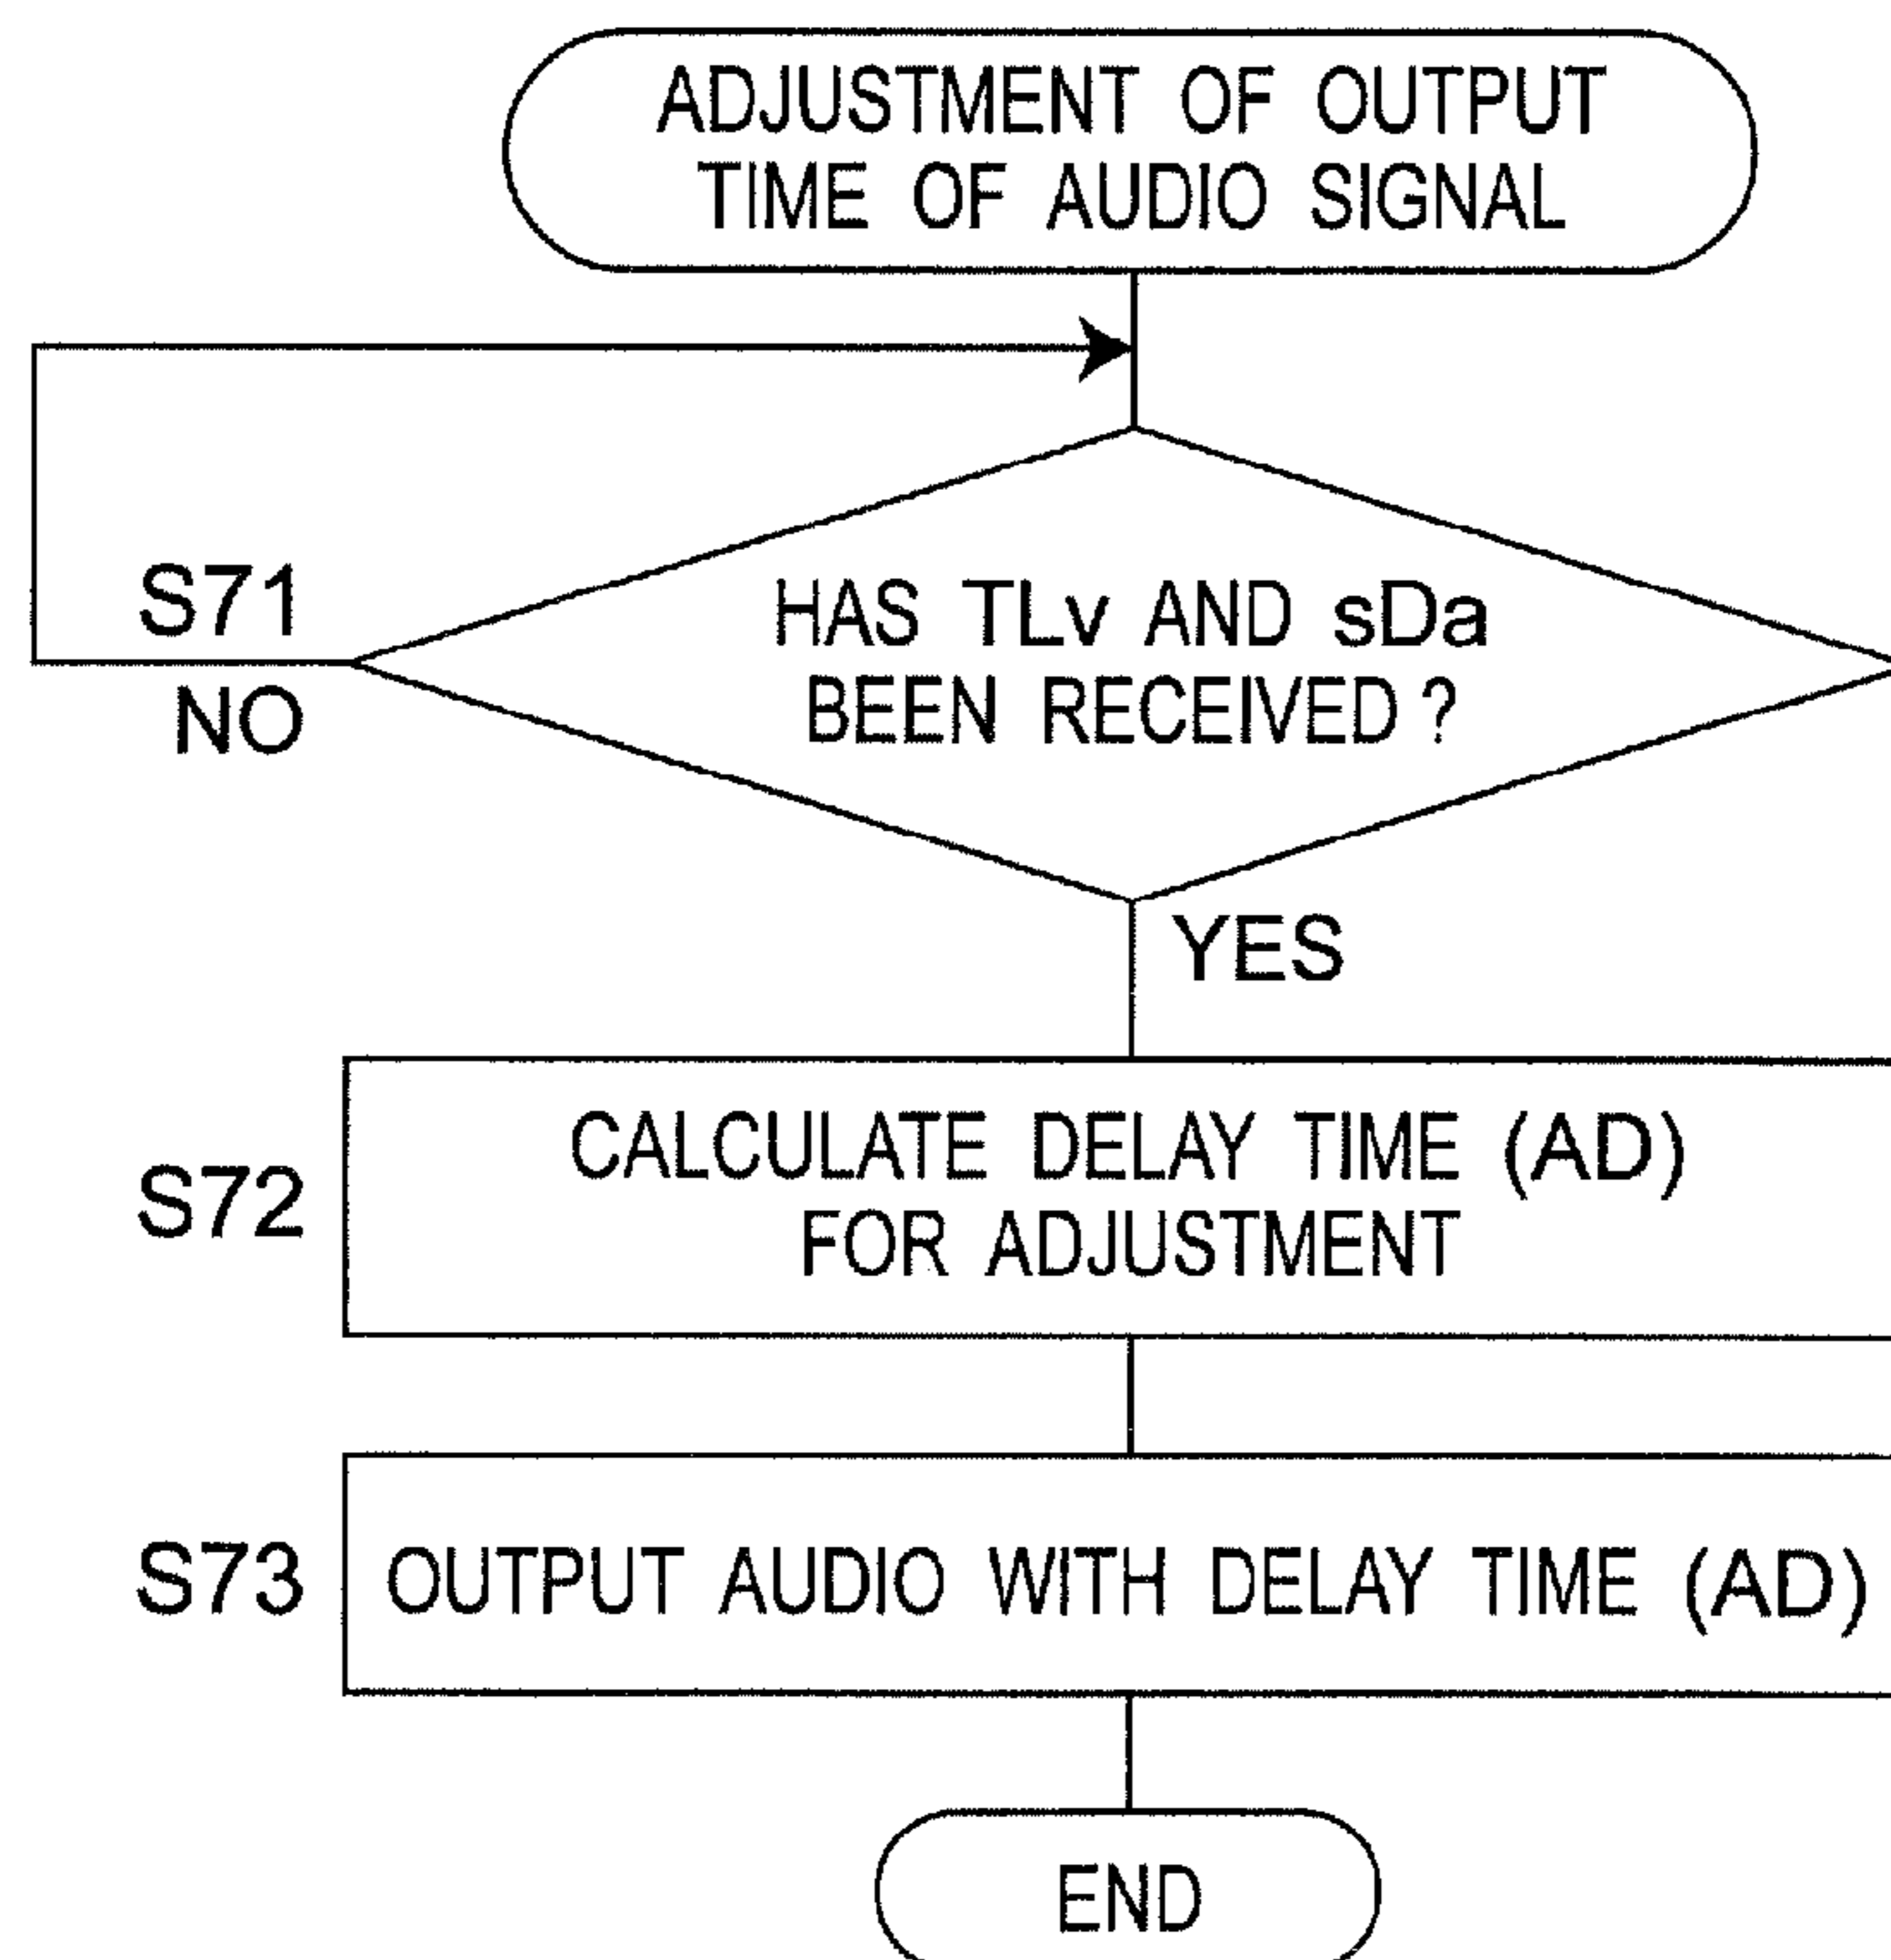 ADJUSTMENT OF OUTPUT
TIME OF AUDIO SIGNAL
S71
HAS TLv AND sDa
BEEN RECEIVED?
NO
YES
S72
CALCULATE DELAY TIME (AD)
FOR ADJUSTMENT
S73
OUTPUT AUDIO WITH DELAY TIME (AD)
END